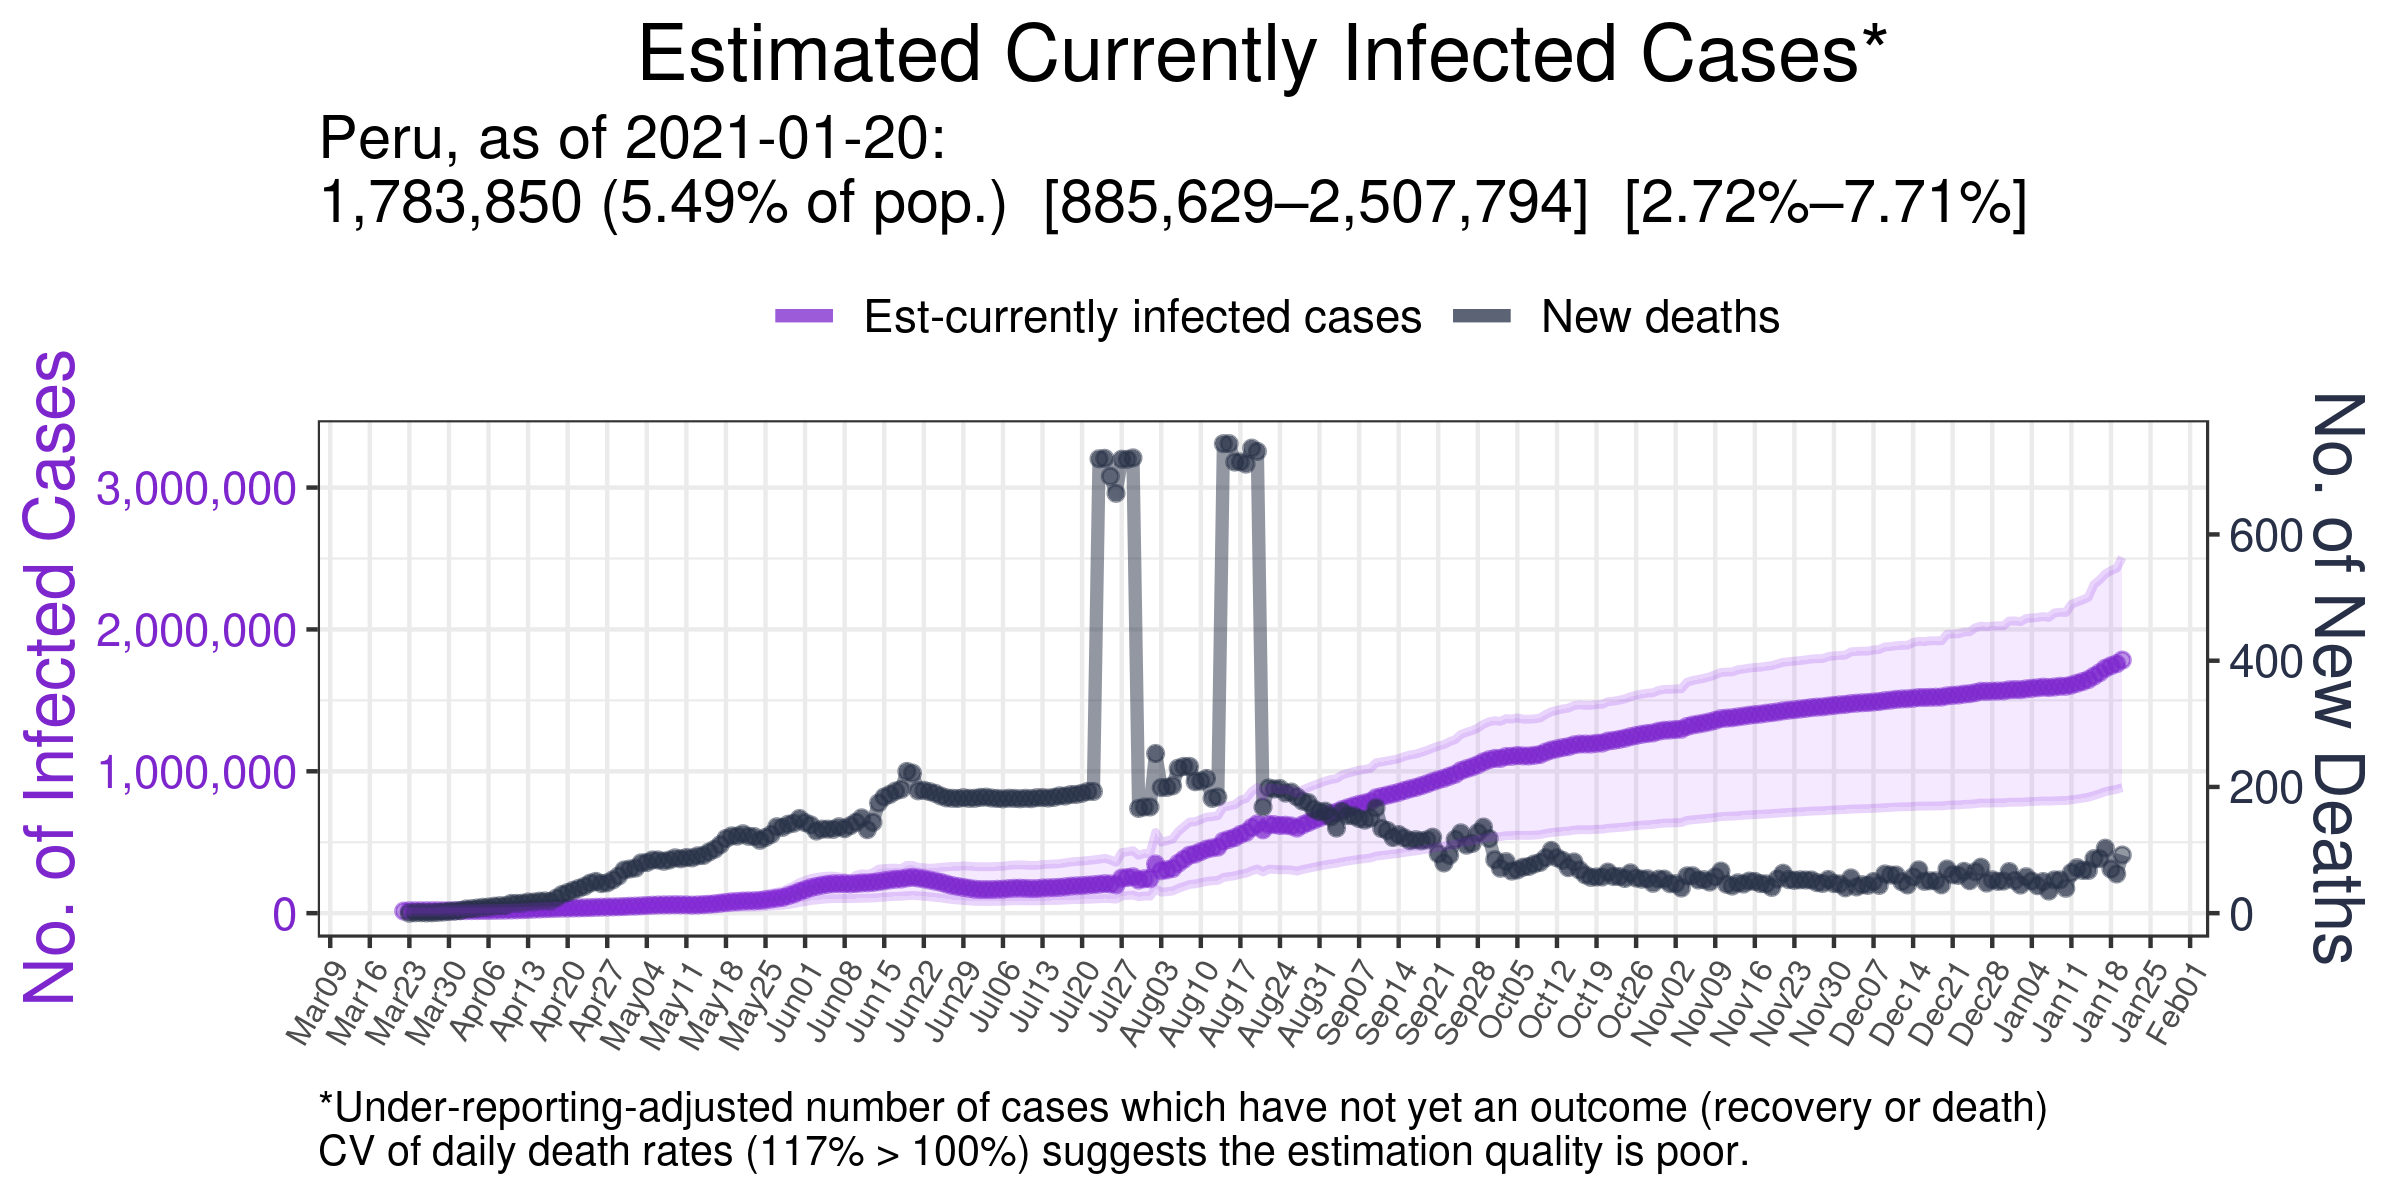 Estimated Currently Infected Cases*
Peru, as of 2021-01-20:
1,783,850 (5.49% of pop.) [885,629–2,507,794] [2.72%–7.71%]
Est-currently infected cases
New deaths
No. of Infected Cases
3,000,000
2,000,000
1,000,000
0
No. of New Deaths
600
400
200
0
Mar09
Mar16
Mar23
Mar30
Apr06
Apr13
Apr20
Apr27
May04
May11
May18
May25
Jun01
Jun08
Jun15
Jun22
Jun29
Jul06
Jul13
Jul20
Jul27
Aug03
Aug10
Aug17
Aug24
Aug31
Sep07
Sep14
Sep21
Sep28
Oct05
Oct12
Oct19
Oct26
Nov02
Nov09
Nov16
Nov23
Nov30
Dec07
Dec14
Dec21
Dec28
Jan04
Jan11
Jan18
Jan25
Feb01
*Under-reporting-adjusted number of cases which have not yet an outcome (recovery or death)
CV of daily death rates (117% > 100%) suggests the estimation quality is poor.